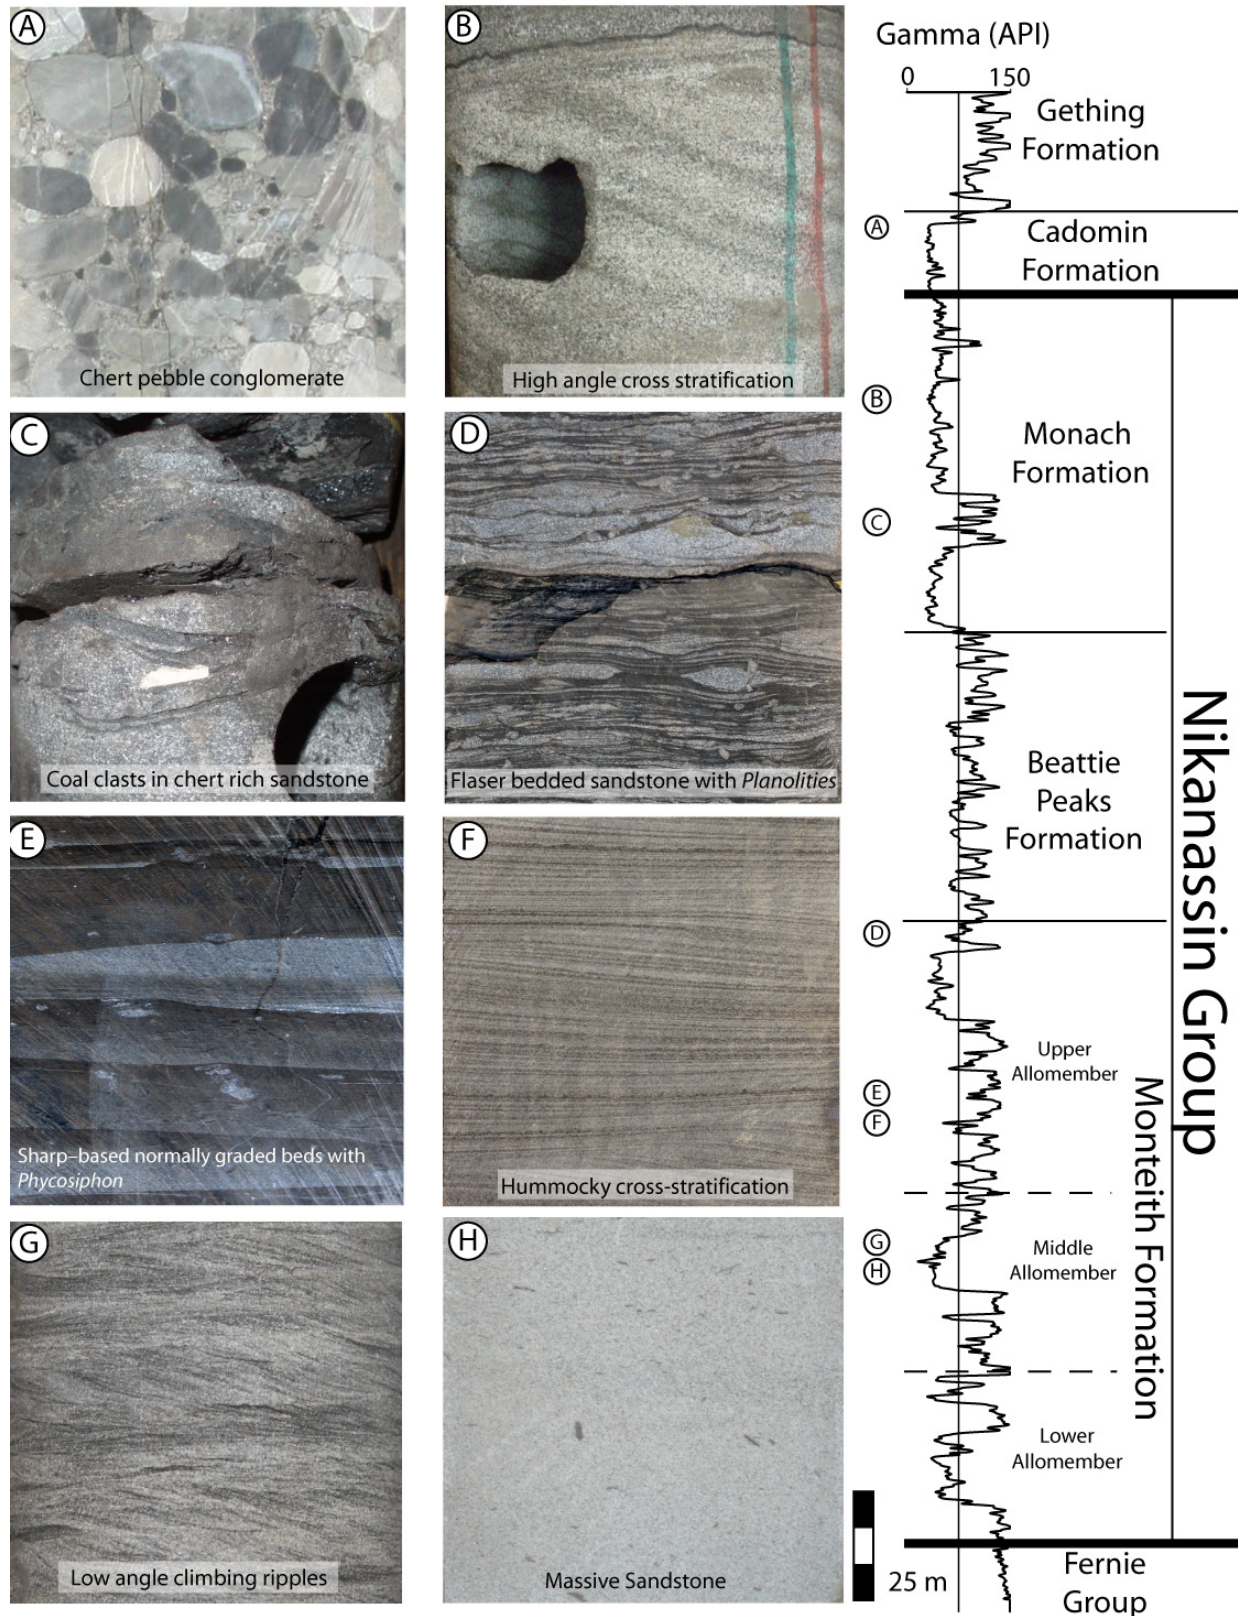 A
Chert pebble conglomerate
B
High angle cross stratification
C
Coal clasts in chert rich sandstone
D
Flaser bedded sandstone with Planolities
E
Sharp–based normally graded beds with
Phycosiphon
F
Hummocky cross-stratification
G
Low angle climbing ripples
H
Massive Sandstone
Gamma (API)
0 150
Gething
Formation
A
Cadomin
Formation
B
Monach
Formation
C
Beattie
Peaks
Formation
D
Upper
Allomember
E
F
G
Middle
Allomember
H
Lower
Allomember
Monteith Formation
Nikanassin Group
25 m
Fernie
Group